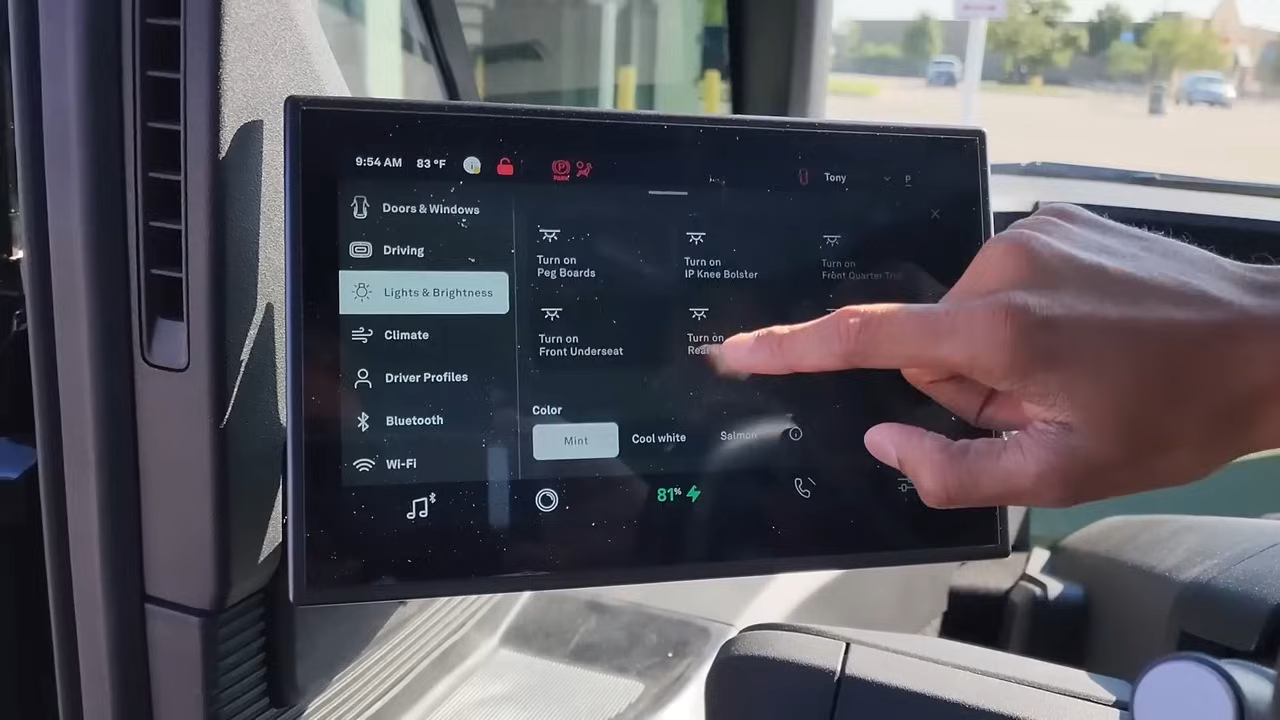 9:54 AM 83 °F
PARK
Tony
P
Doors & Windows
Driving
Lights & Brightness
Climate
Driver Profiles
Bluetooth
Wi-Fi
Turn on
Peg Boards
Turn on
IP Knee Bolster
Turn on
Front Quarter
Turn on
Front Underseat
Turn on
Color
Mint
Cool white
Salmon
81%